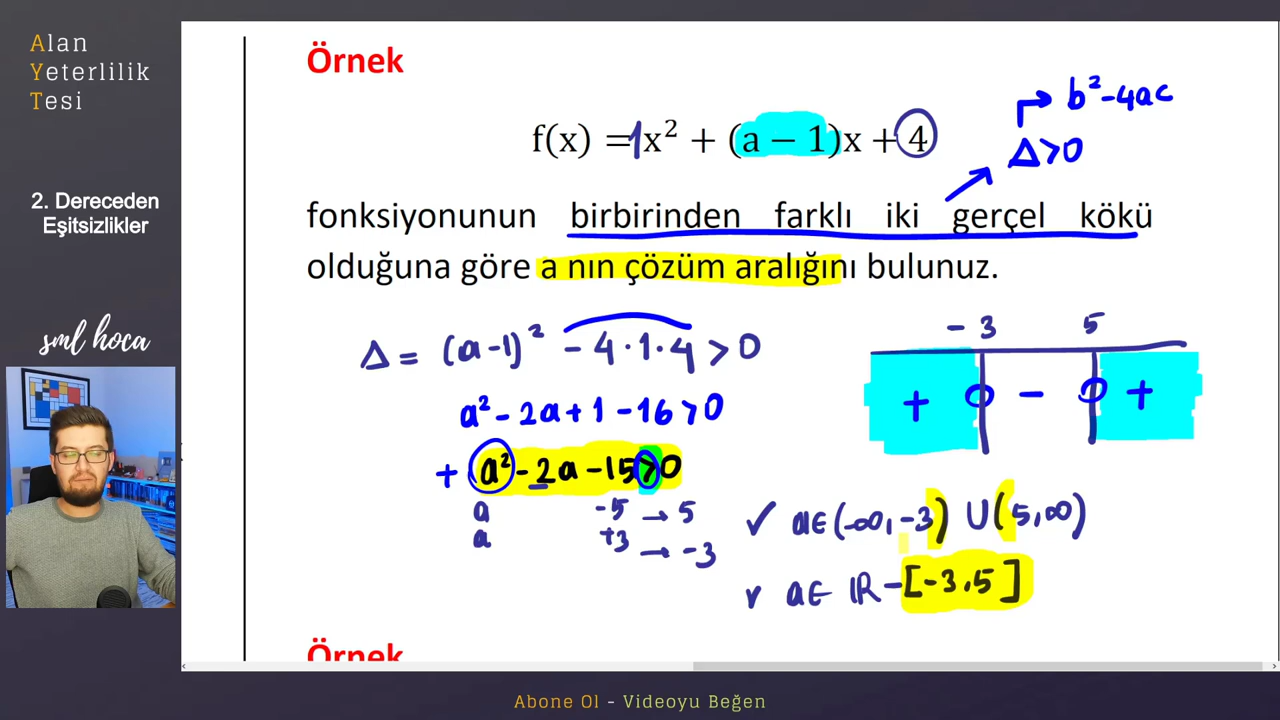 Alan
Yeterlilik
Tesi
2. Dereceden
Eşitsizlikler
sml hoca
Örnek
f(x) = 1x² + (a − 1)x + 4
b²-4ac
Δ>0
fonksiyonunun birbirinden farklı iki gerçel kökü
olduğuna göre a nın çözüm aralığını bulunuz.
Δ = (a-1)² - 4·1·4 > 0
a² - 2a + 1 - 16 > 0
+ a² - 2a - 15 > 0
a -5 → 5
a +3 → -3
-3 5
+ 0 - 0 +
✓ a∈(-∞, -3) ∪ (5, ∞)
✓ a∈ ℝ - [-3,5]
Örnek
Abone Ol - Videoyu Beğen